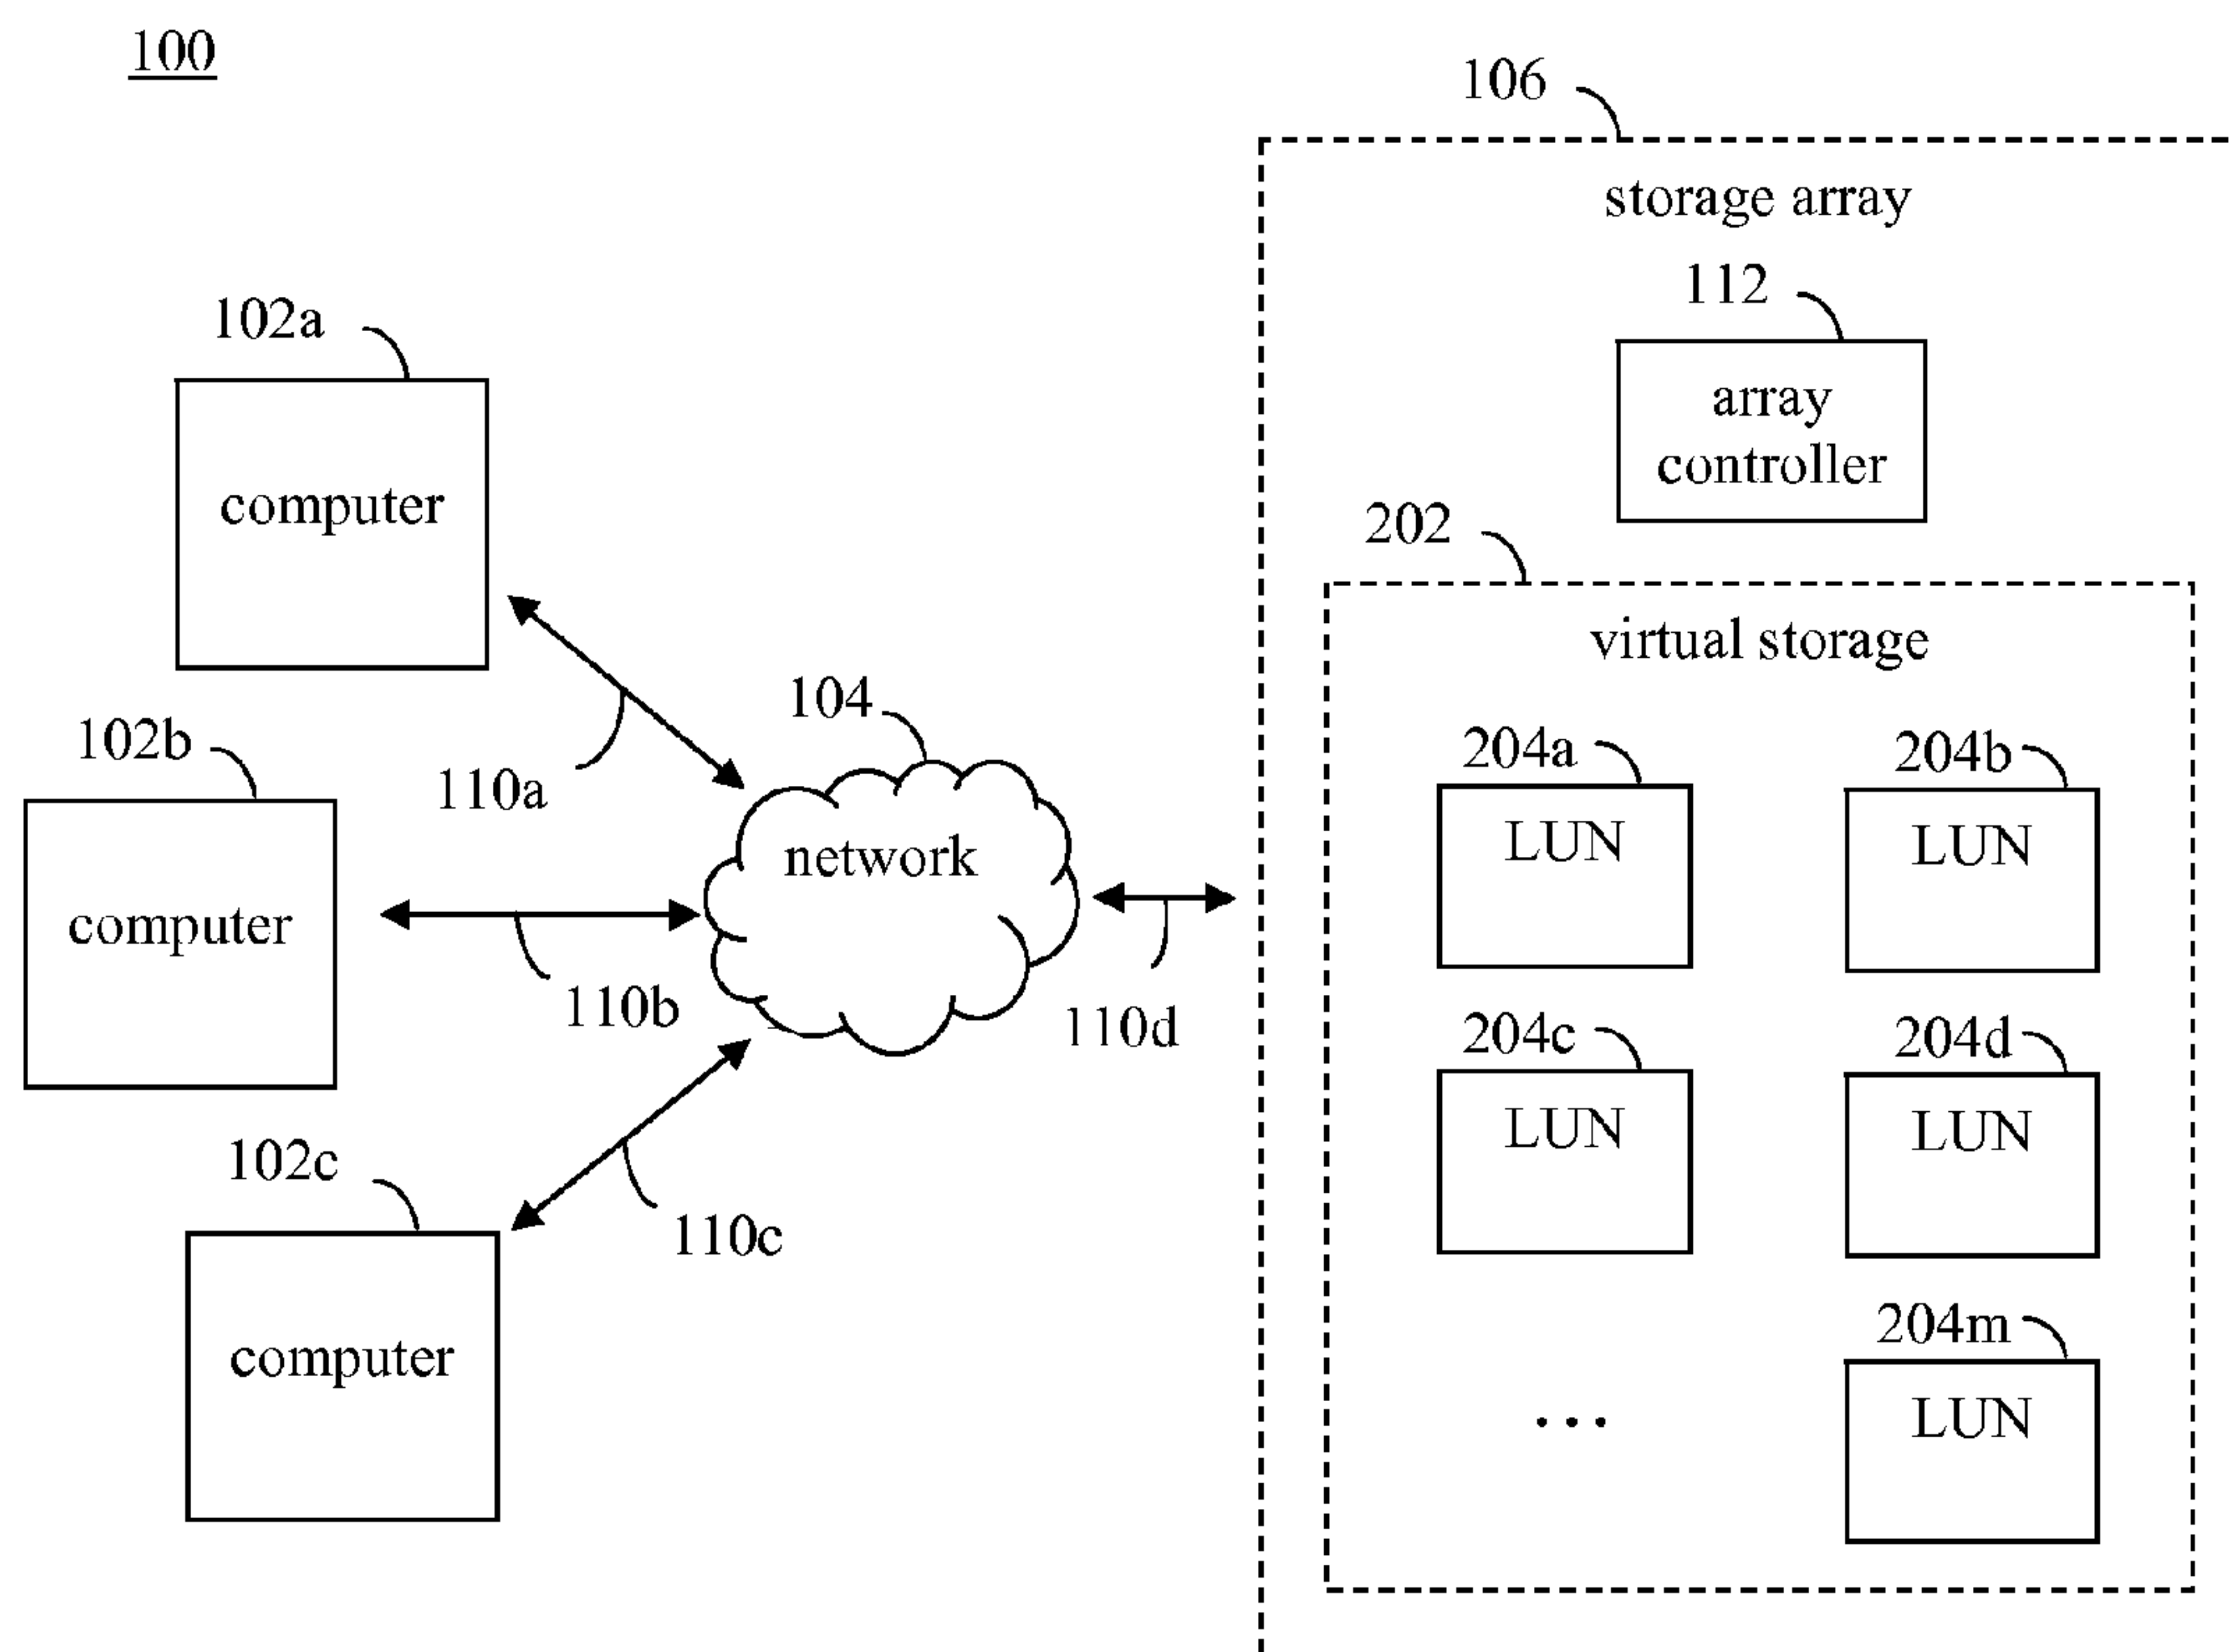 100
106
storage array
112
array
controller
102a
computer
202
virtual storage
104
network
102b
computer
110a
110b
110c
110d
102c
computer
204a
LUN
204b
LUN
204c
LUN
204d
LUN
...
204m
LUN